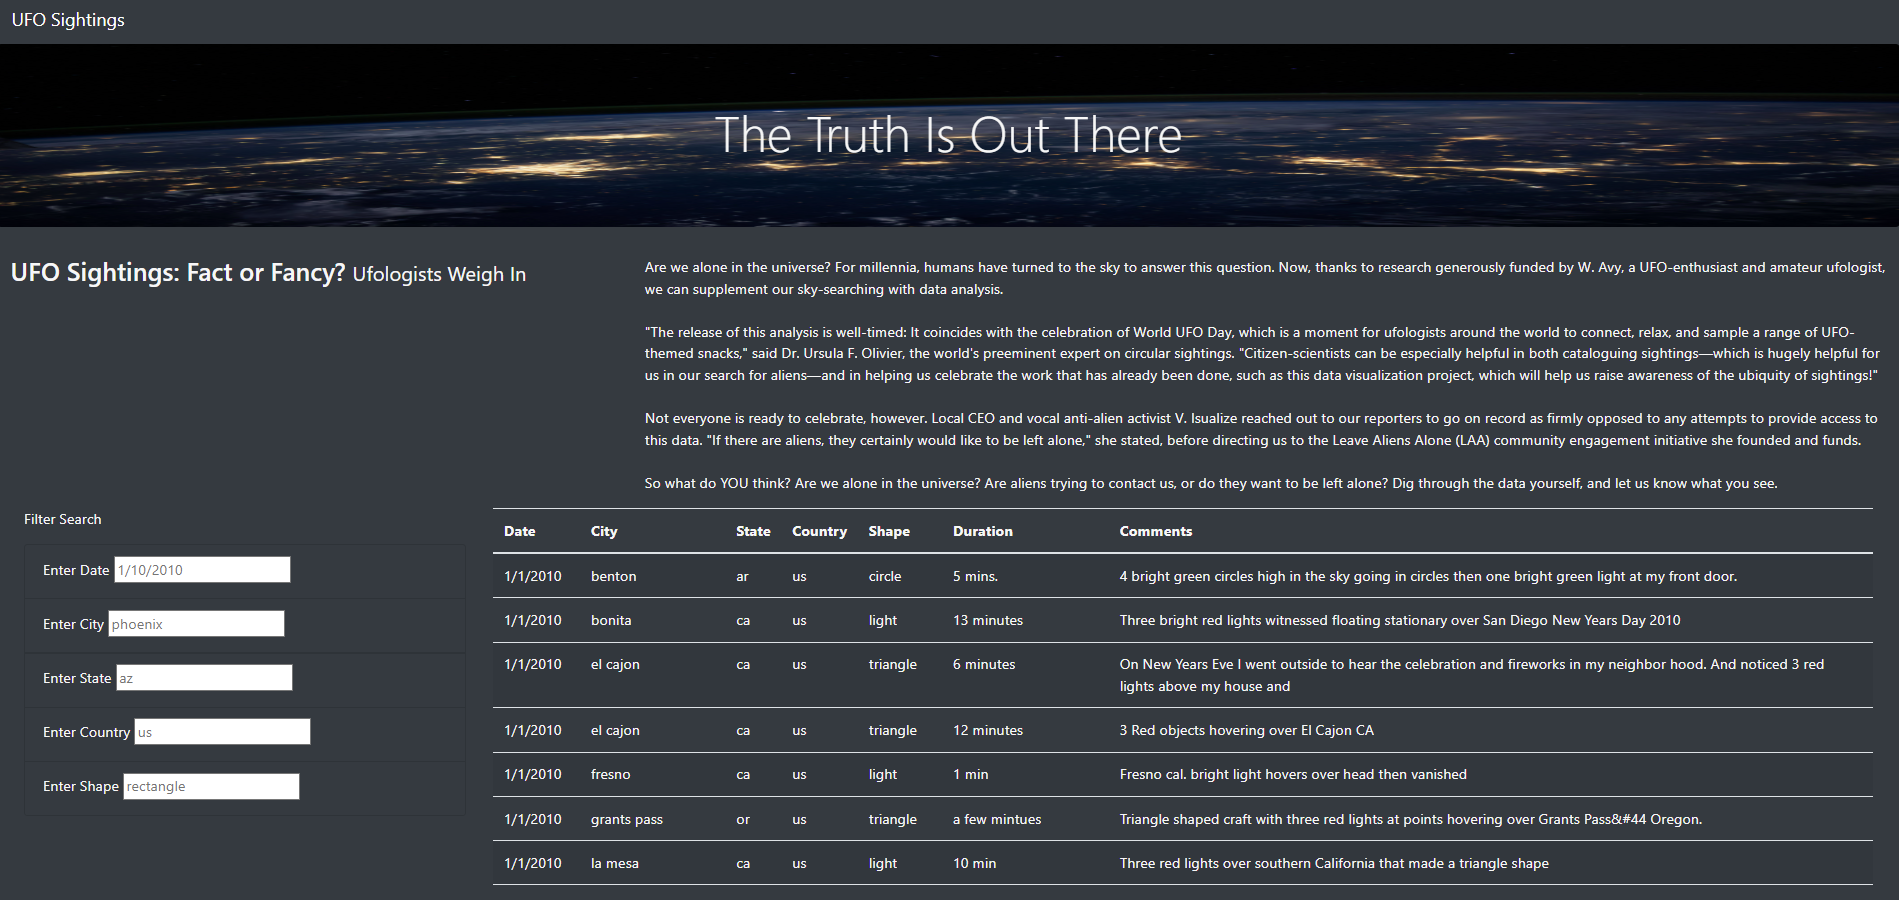 UFO Sightings
The Truth Is Out There
UFO Sightings: Fact or Fancy? Ufologists Weigh In
Are we alone in the universe? For millennia, humans have turned to the sky to answer this question. Now, thanks to research generously funded by W. Avy, a UFO-enthusiast and amateur ufologist,
we can supplement our sky-searching with data analysis.
"The release of this analysis is well-timed: It coincides with the celebration of World UFO Day, which is a moment for ufologists around the world to connect, relax, and sample a range of UFO-
themed snacks," said Dr. Ursula F. Olivier, the world's preeminent expert on circular sightings. "Citizen-scientists can be especially helpful in both cataloguing sightings—which is hugely helpful for
us in our search for aliens—and in helping us celebrate the work that has already been done, such as this data visualization project, which will help us raise awareness of the ubiquity of sightings!"
Not everyone is ready to celebrate, however. Local CEO and vocal anti-alien activist V. Isualize reached out to our reporters to go on record as firmly opposed to any attempts to provide access to
this data. "If there are aliens, they certainly would like to be left alone," she stated, before directing us to the Leave Aliens Alone (LAA) community engagement initiative she founded and funds.
So what do YOU think? Are we alone in the universe? Are aliens trying to contact us, or do they want to be left alone? Dig through the data yourself, and let us know what you see.
Filter Search
Enter Date 1/10/2010
Enter City phoenix
Enter State az
Enter Country us
Enter Shape rectangle
Date City State Country Shape Duration Comments
1/1/2010 benton ar us circle 5 mins. 4 bright green circles high in the sky going in circles then one bright green light at my front door.
1/1/2010 bonita ca us light 13 minutes Three bright red lights witnessed floating stationary over San Diego New Years Day 2010
1/1/2010 el cajon ca us triangle 6 minutes On New Years Eve I went outside to hear the celebration and fireworks in my neighbor hood. And noticed 3 red
lights above my house and
1/1/2010 el cajon ca us triangle 12 minutes 3 Red objects hovering over El Cajon CA
1/1/2010 fresno ca us light 1 min Fresno cal. bright light hovers over head then vanished
1/1/2010 grants pass or us triangle a few mintues Triangle shaped craft with three red lights at points hovering over Grants Pass&#44 Oregon.
1/1/2010 la mesa ca us light 10 min Three red lights over southern California that made a triangle shape